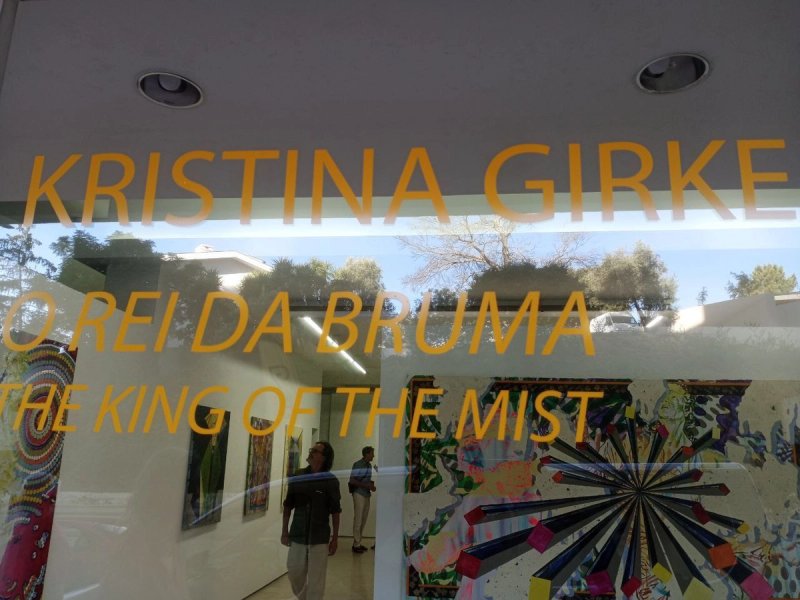 KRISTINA GIRKE
O REI DA BRUMA
THE KING OF THE MIST